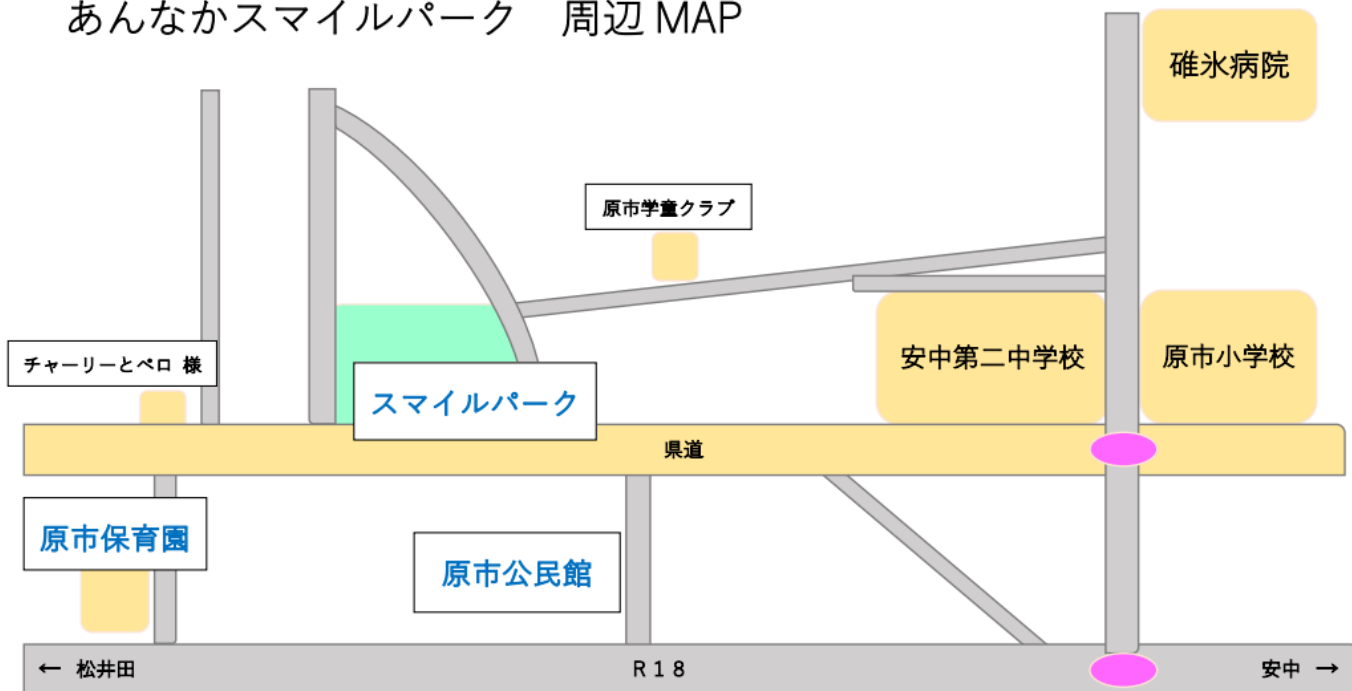 あんなかスマイルパーク　周辺 MAP
碓氷病院
原市学童クラブ
チャーリーとペロ 様
スマイルパーク
安中第二中学校
原市小学校
県道
原市保育園
原市公民館
← 松井田
R18
安中 →